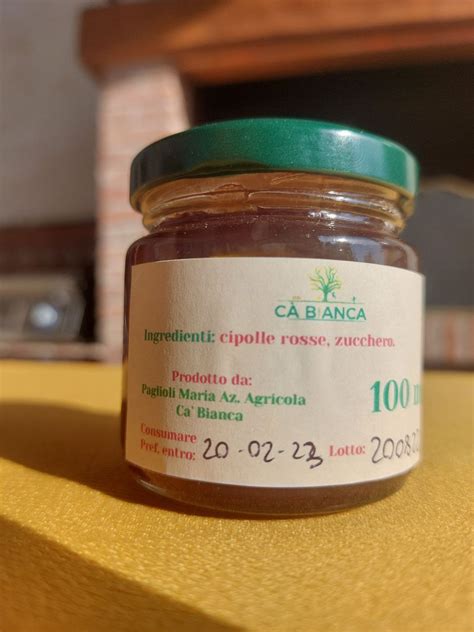 CÀ BIANCA
Ingredienti: cipolle rosse, zucchero.
Prodotto da:
Paglioli Maria Az. Agricola
Ca' Bianca
100 m
Consumare
Pref. entro: 20-02-23 Lotto: 200822